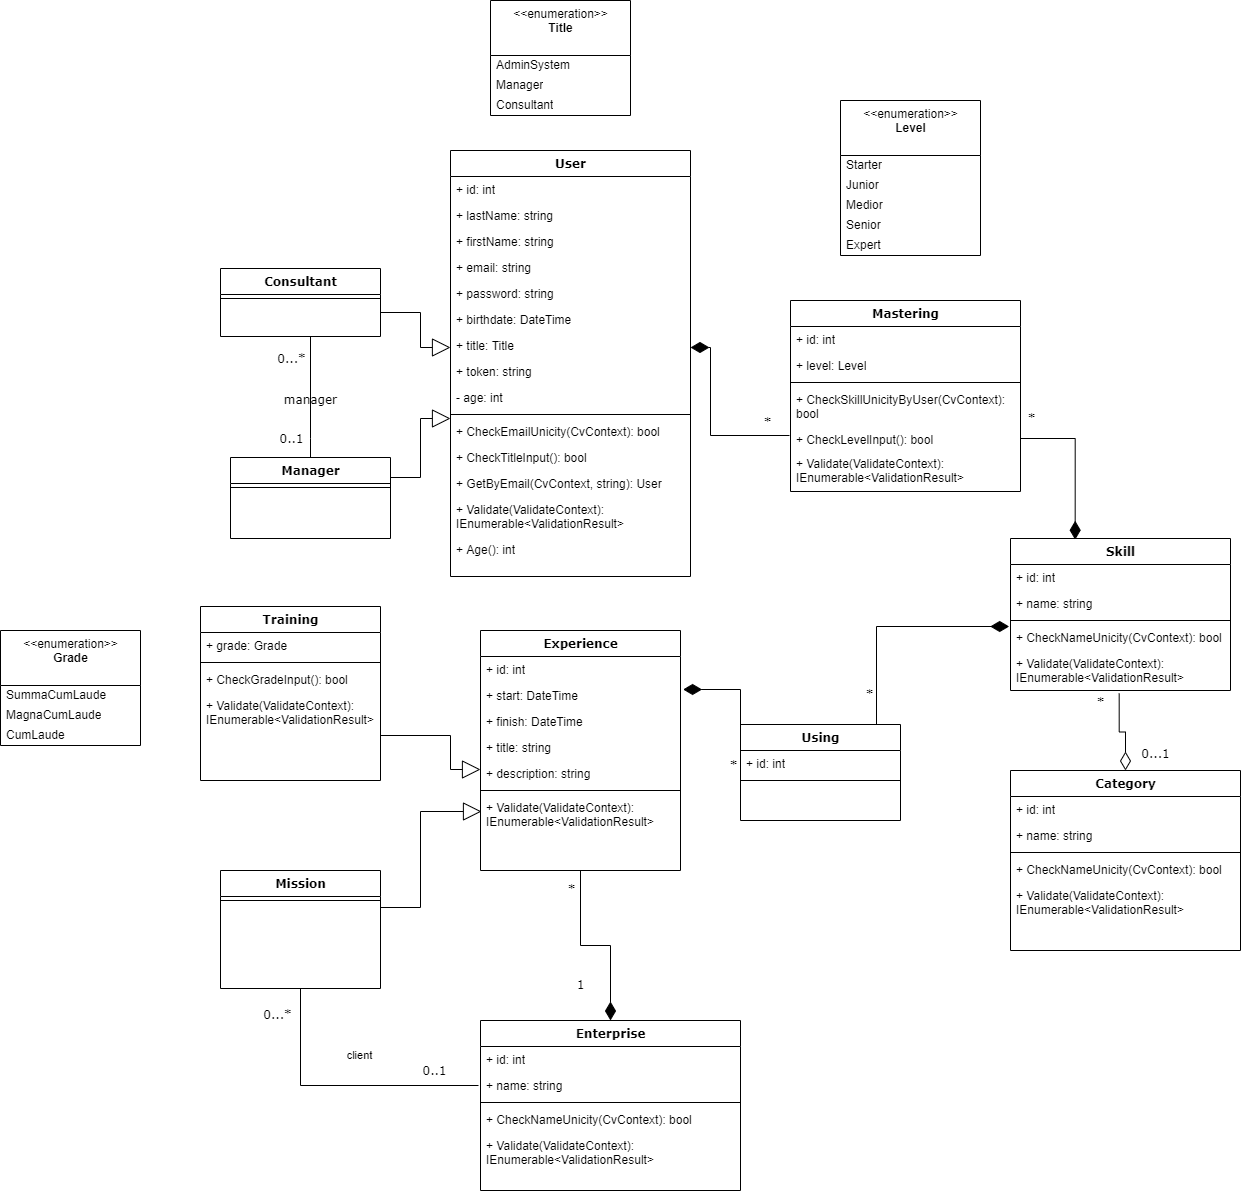 <<enumeration>>
Title
AdminSystem
Manager
Consultant
<<enumeration>>
Level
Starter
Junior
Medior
Senior
Expert
User
+ id: int
+ lastName: string
+ firstName: string
+ email: string
+ password: string
+ birthdate: DateTime
+ title: Title
+ token: string
- age: int
+ CheckEmailUnicity(CvContext): bool
+ CheckTitleInput(): bool
+ GetByEmail(CvContext, string): User
+ Validate(ValidateContext):
IEnumerable<ValidationResult>
+ Age(): int
Consultant
0...*
manager
0..1
Manager
Mastering
+ id: int
+ level: Level
+ CheckSkillUnicityByUser(CvContext):
bool
+ CheckLevelInput(): bool
+ Validate(ValidateContext):
IEnumerable<ValidationResult>
*
*
Skill
+ id: int
+ name: string
+ CheckNameUnicity(CvContext): bool
+ Validate(ValidateContext):
IEnumerable<ValidationResult>
*
0...1
Category
+ id: int
+ name: string
+ CheckNameUnicity(CvContext): bool
+ Validate(ValidateContext):
IEnumerable<ValidationResult>
<<enumeration>>
Grade
SummaCumLaude
MagnaCumLaude
CumLaude
Training
+ grade: Grade
+ CheckGradeInput(): bool
+ Validate(ValidateContext):
IEnumerable<ValidationResult>
Experience
+ id: int
+ start: DateTime
+ finish: DateTime
+ title: string
+ description: string
+ Validate(ValidateContext):
IEnumerable<ValidationResult>
*
*
Using
+ id: int
Mission
0...*
client
0..1
*
1
Enterprise
+ id: int
+ name: string
+ CheckNameUnicity(CvContext): bool
+ Validate(ValidateContext):
IEnumerable<ValidationResult>